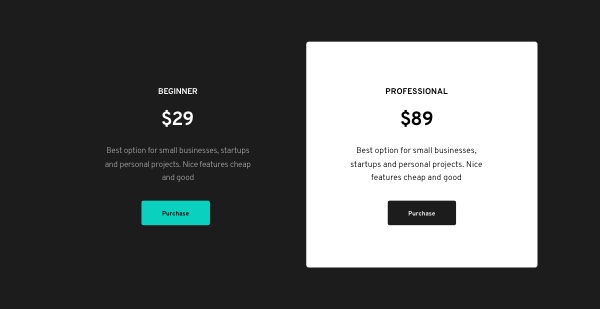 BEGINNER
$29
Best option for small businesses, startups
and personal projects. Nice features cheap
and good
Purchase
PROFESSIONAL
$89
Best option for small businesses,
startups and personal projects. Nice
features cheap and good
Purchase